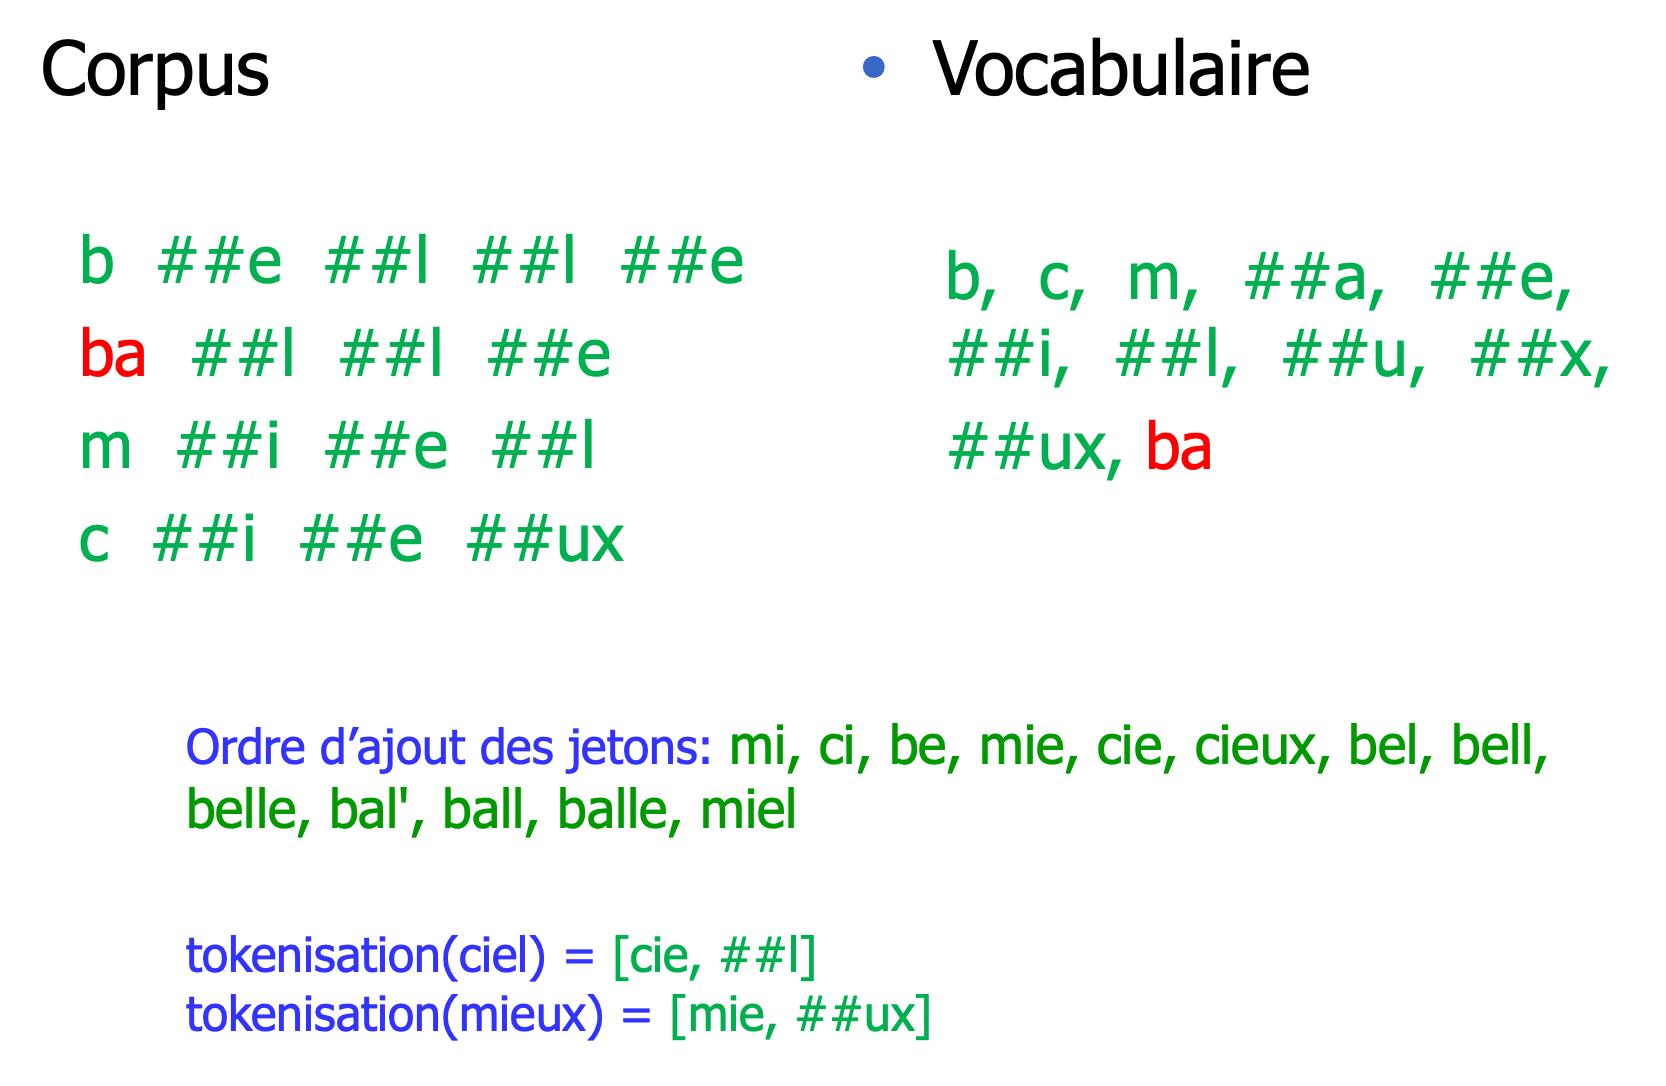 Corpus
b ##e ##l ##l ##e
ba ##l ##l ##e
m ##i ##e ##l
c ##i ##e ##ux
• Vocabulaire
b, c, m, ##a, ##e,
##i, ##l, ##u, ##x,
##ux, ba
Ordre d’ajout des jetons: mi, ci, be, mie, cie, cieux, bel, bell,
belle, bal', ball, balle, miel
tokenisation(ciel) = [cie, ##l]
tokenisation(mieux) = [mie, ##ux]